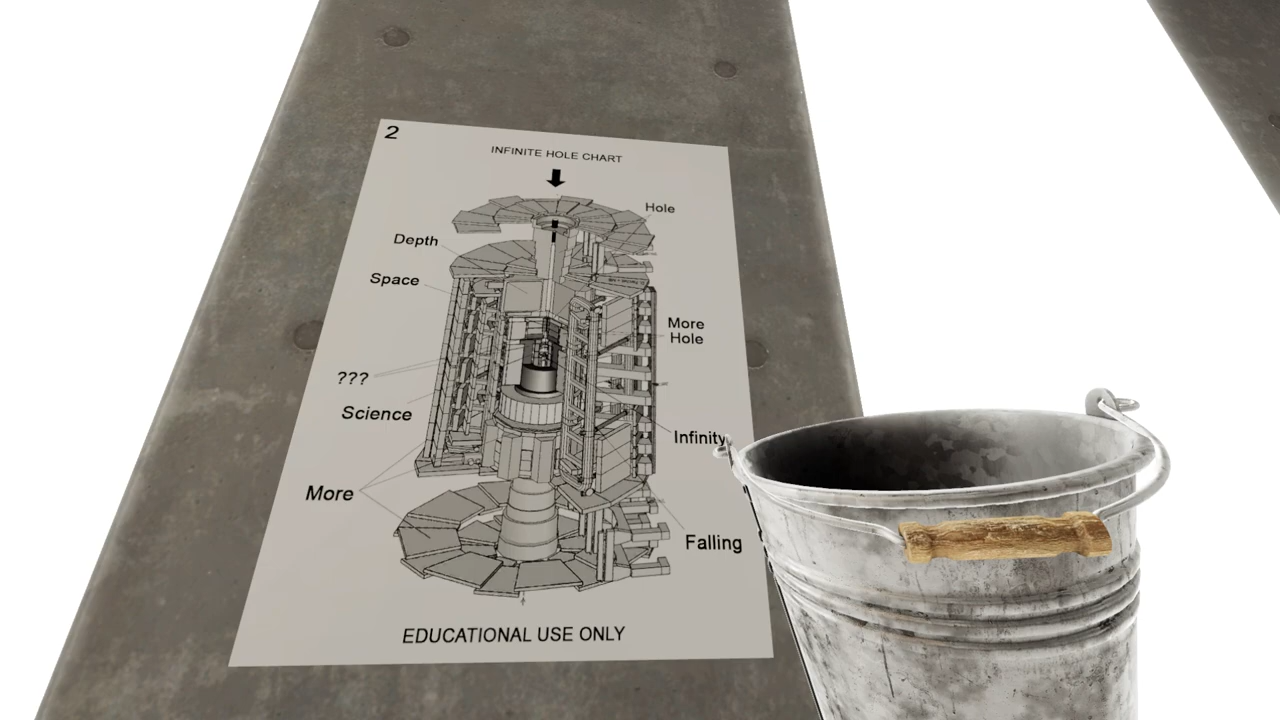 2
INFINITE HOLE CHART
Hole
Depth
Space
More
Hole
???
Science
Infinity
More
Falling
EDUCATIONAL USE ONLY